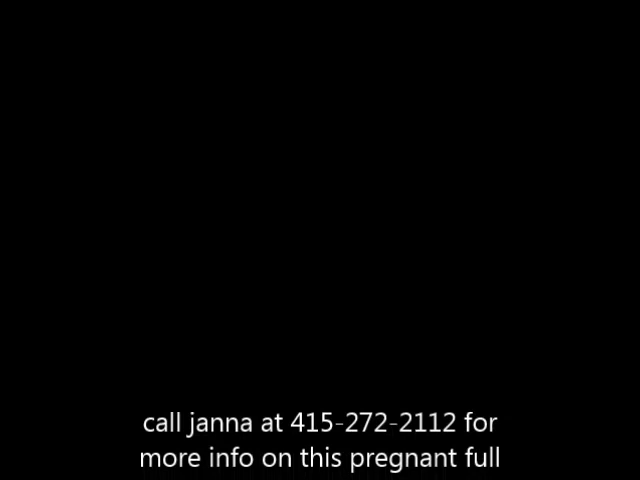 call janna at 415-272-2112 for
more info on this pregnant full